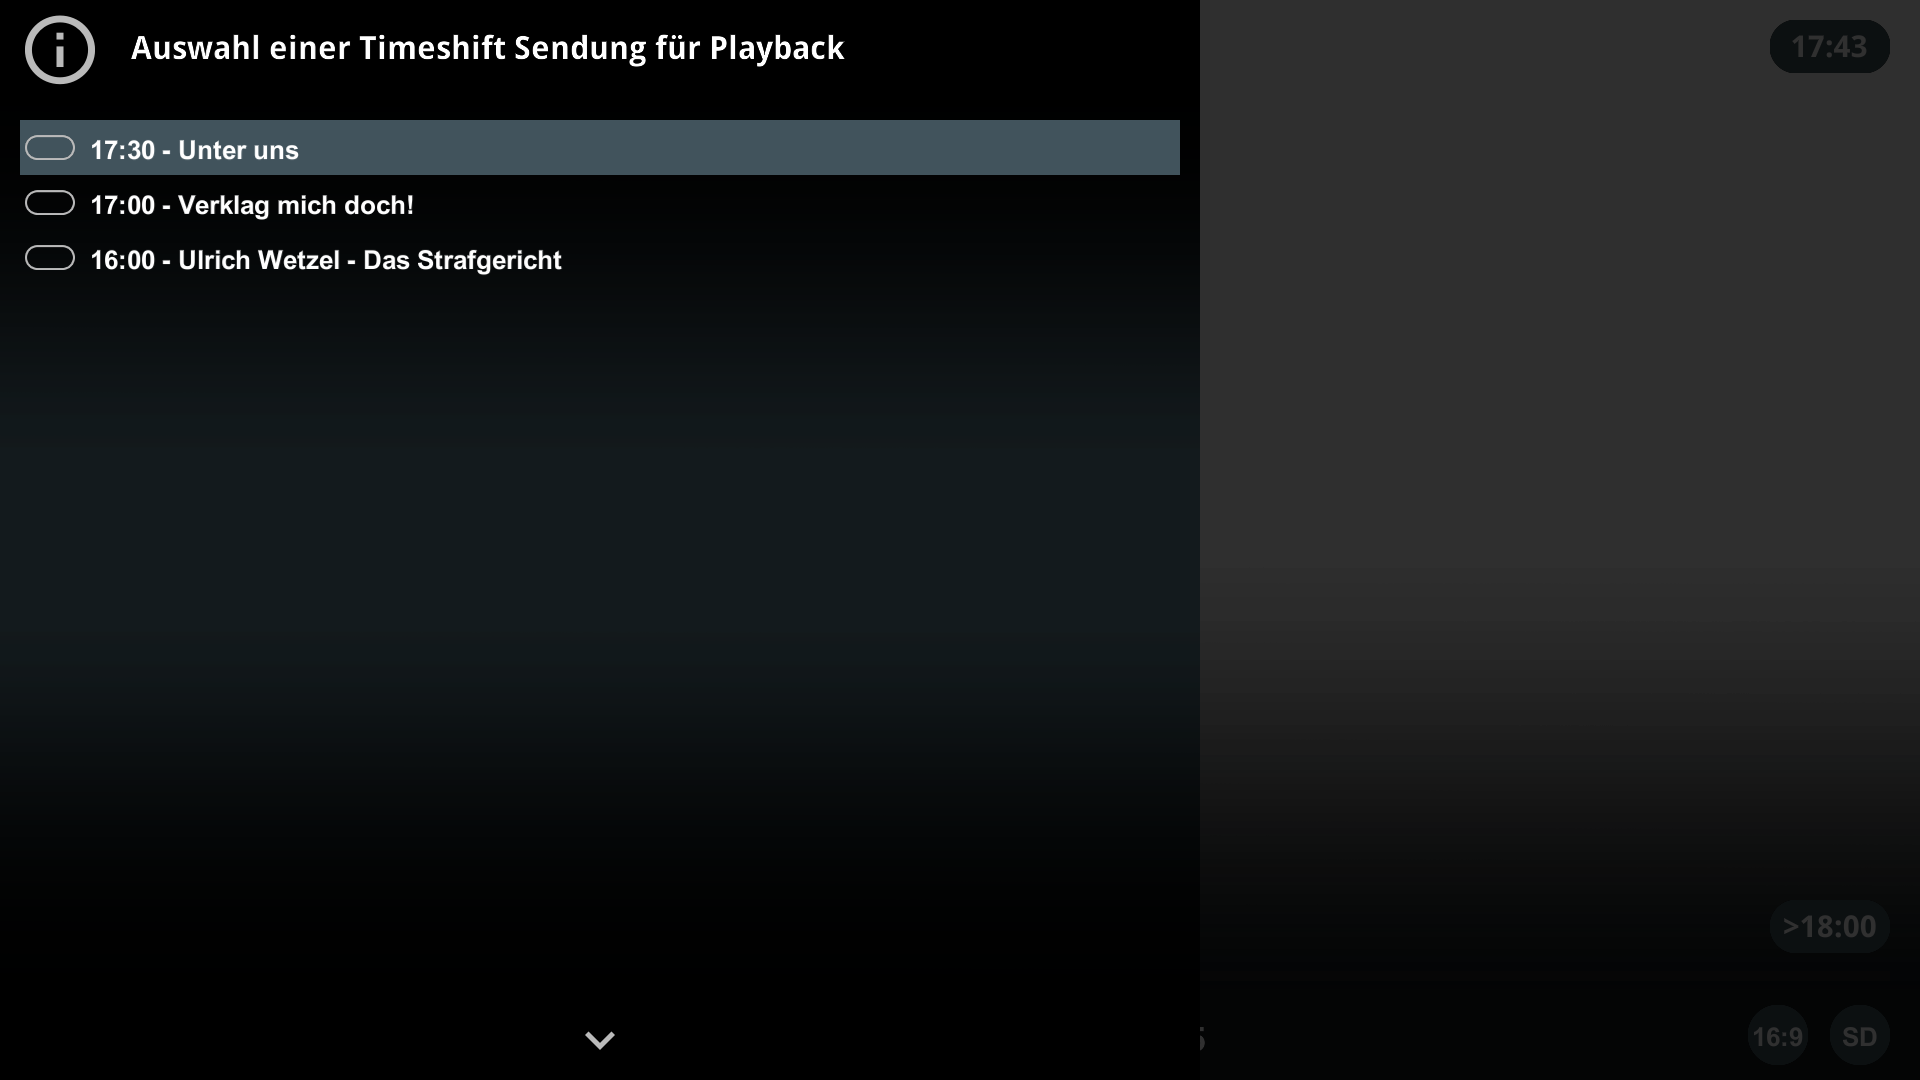 Auswahl einer Timeshift Sendung für Playback
17:43
17:30 - Unter uns
17:00 - Verklag mich doch!
16:00 - Ulrich Wetzel - Das Strafgericht
>18:00
16:9
SD